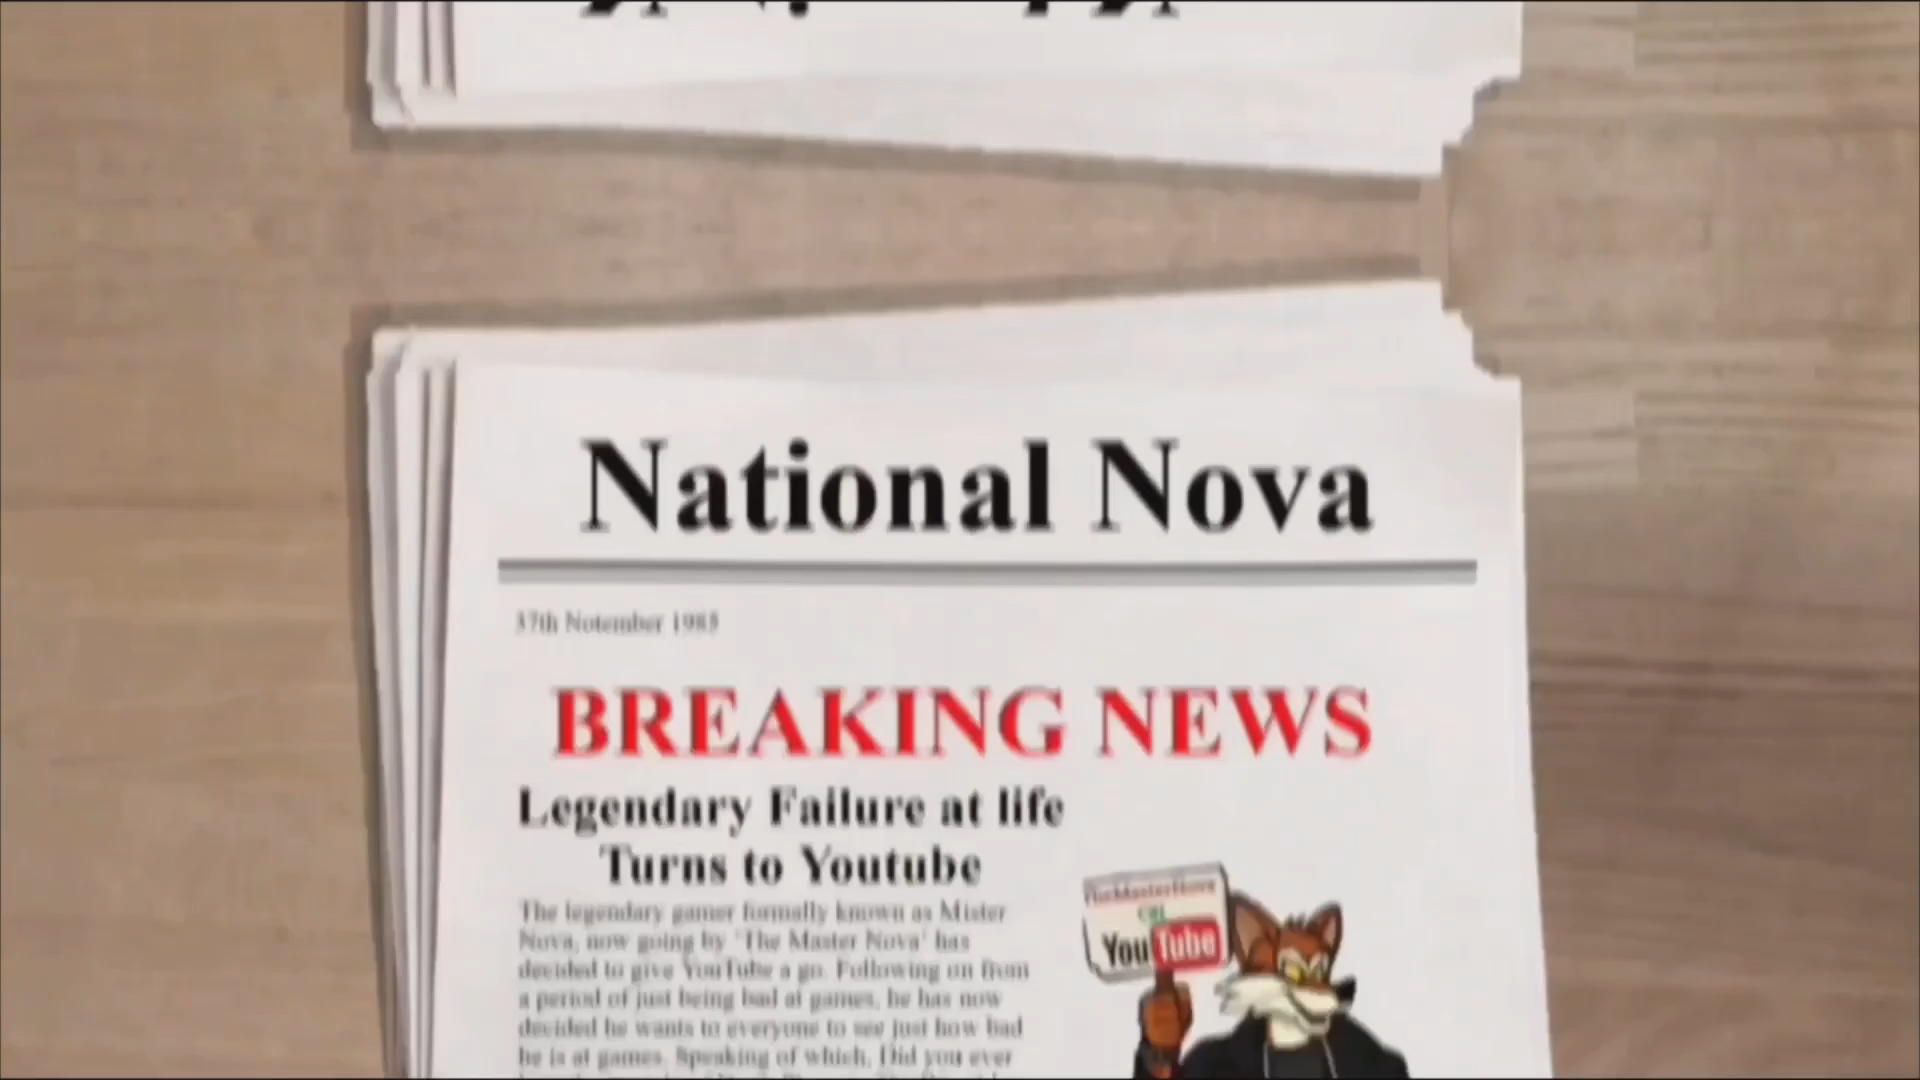 National Nova
37th Notember 1985
BREAKING NEWS
Legendary Failure at life
Turns to Youtube
The legendary gamer formally known as Mister
Nova, now going by 'The Master Nova' has
decided to give YouTube a go. Following on from
a period of just being bad at games, he has now
decided he wants to everyone to see just how bad
he is at games. Speaking of which, Did you ever
TheMasterNova
on
You Tube